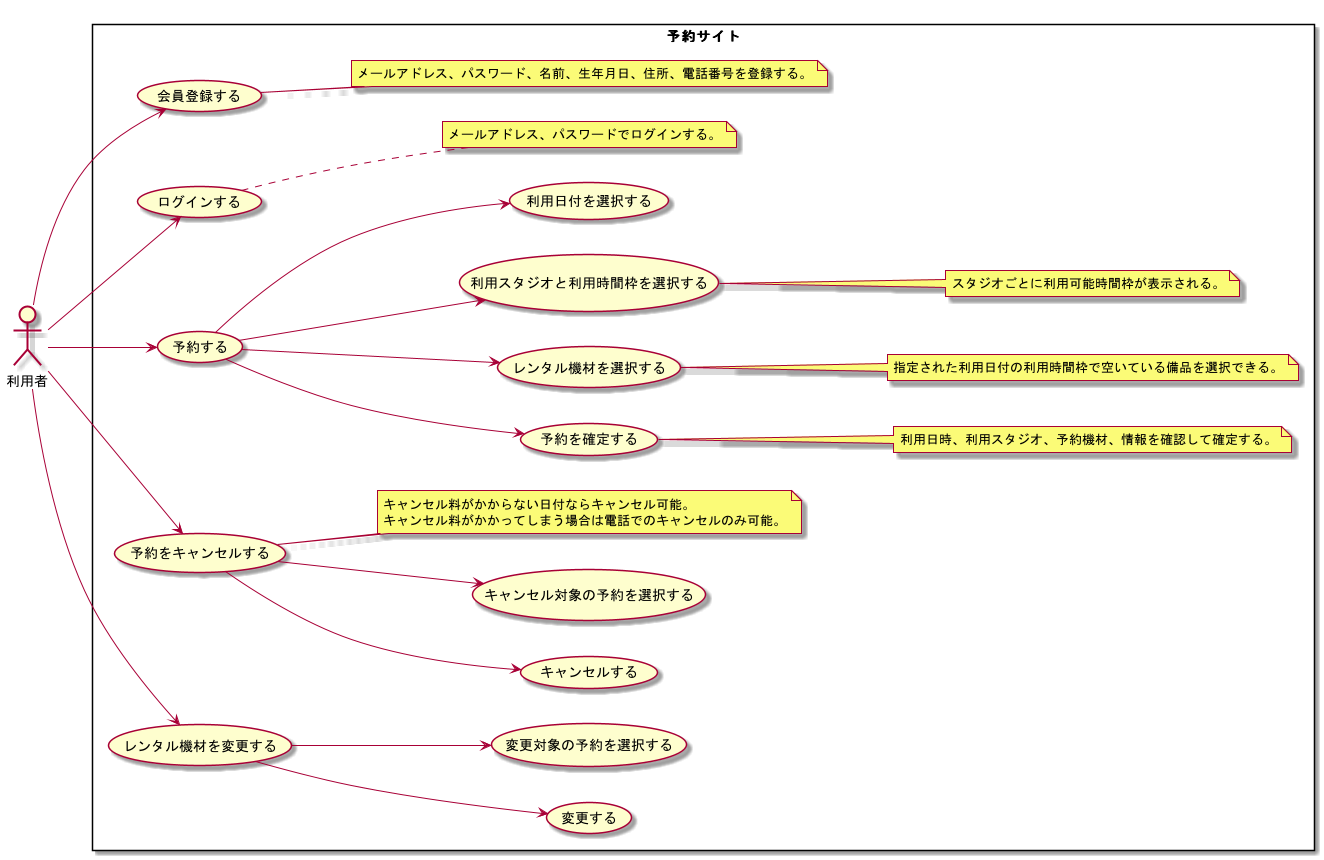 予約サイト
メールアドレス、パスワード、名前、生年月日、住所、電話番号を登録する。
会員登録する
メールアドレス、パスワードでログインする。
ログインする
利用日付を選択する
利用スタジオと利用時間枠を選択する
スタジオごとに利用可能時間枠が表示される。
予約する
利用者
レンタル機材を選択する
指定された利用日付の利用時間枠で空いている備品を選択できる。
予約を確定する
利用日時、利用スタジオ、予約機材、情報を確認して確定する。
キャンセル料がかからない日付ならキャンセル可能。
キャンセル料がかかってしまう場合は電話でのキャンセルのみ可能。
予約をキャンセルする
キャンセル対象の予約を選択する
キャンセルする
レンタル機材を変更する
変更対象の予約を選択する
変更する